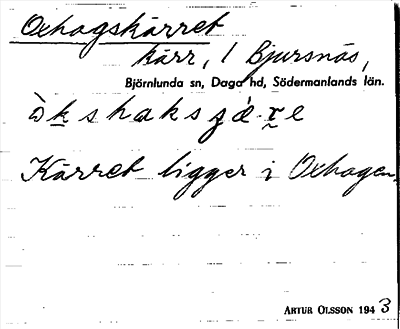 Oxhagskärret
kärr, / Bjursnäs,
Björnlunda sn, Daga hd, Södermanlands län.
Kärret ligger i Oxhagen.
ARTUR OLSSON 1943